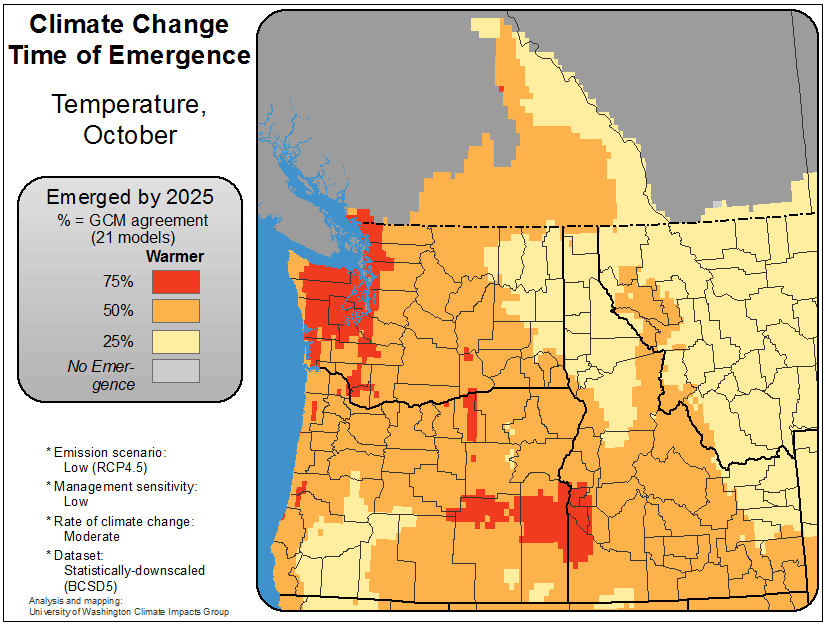 Climate Change
Time of Emergence
Temperature,
October
Emerged by 2025
% = GCM agreement
(21 models)
Warmer
75%
50%
25%
No Emer-
gence
* Emission scenario:
Low (RCP4.5)
* Management sensitivity:
Low
* Rate of climate change:
Moderate
* Dataset:
Statistically-downscaled
(BCSD5)
Analysis and mapping:
University of Washington Climate Impacts Group